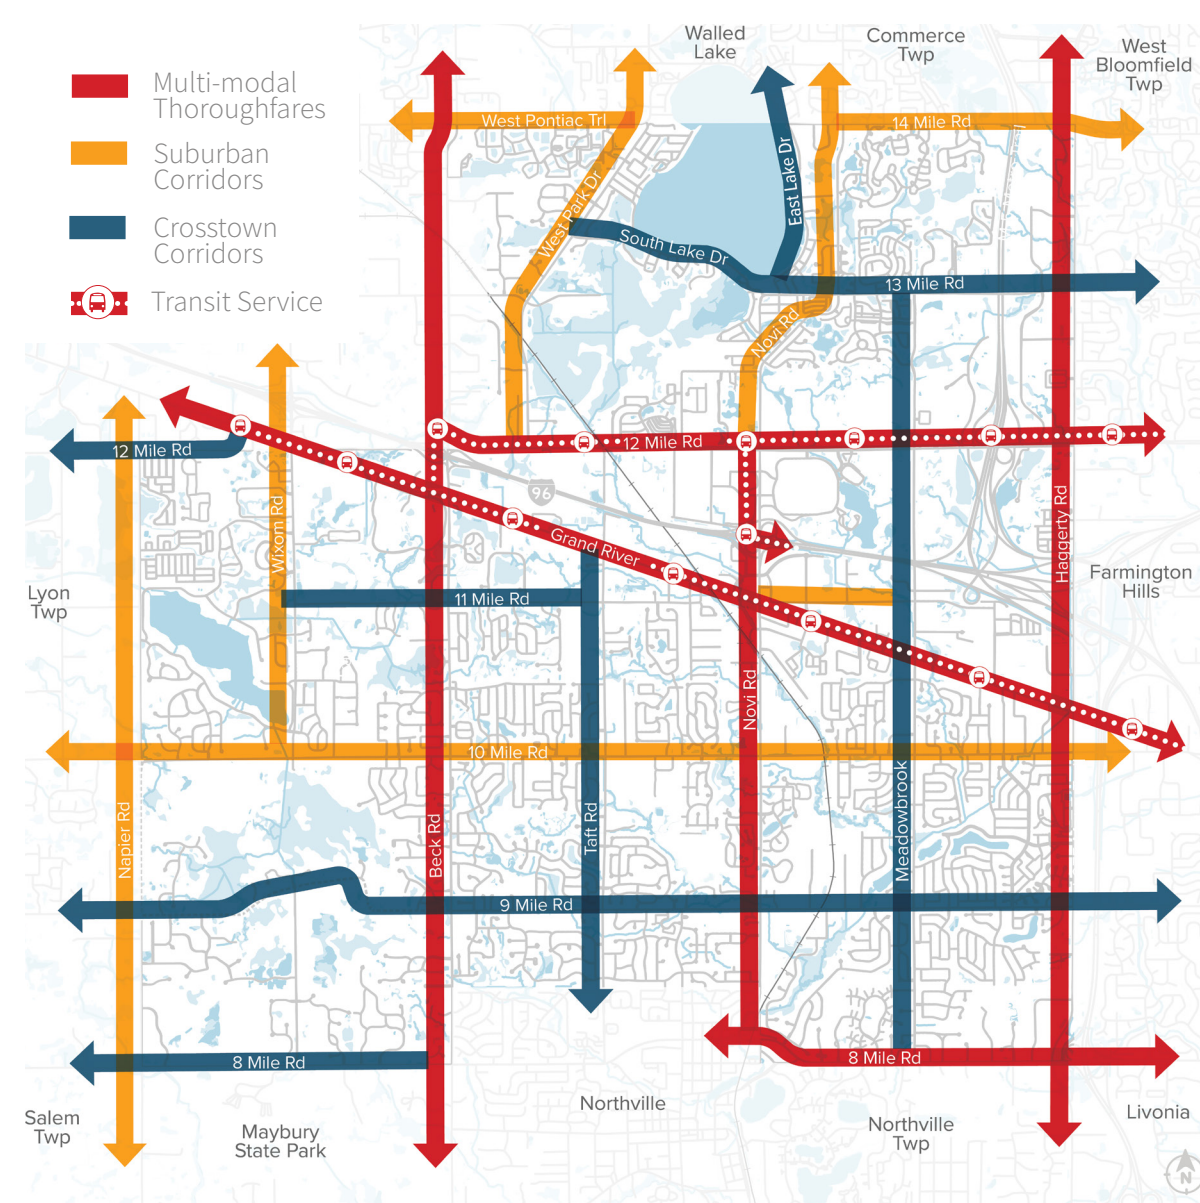 Walled
Lake
Commerce
Twp
West
Bloomfield
Twp
Multi-modal
Thoroughfares
Suburban
Corridors
Crosstown
Corridors
Transit Service
West Pontiac Trl
14 Mile Rd
East Lake Dr
West Park Dr
South Lake Dr
13 Mile Rd
Novi Rd
12 Mile Rd
12 Mile Rd
96
Wixom Rd
Grand River
Haggerty Rd
Lyon
Twp
11 Mile Rd
Farmington
Hills
Novi Rd
10 Mile Rd
Napier Rd
Beck Rd
Taft Rd
Meadowbrook
9 Mile Rd
8 Mile Rd
8 Mile Rd
Salem
Twp
Maybury
State Park
Northville
Northville
Twp
Livonia
N